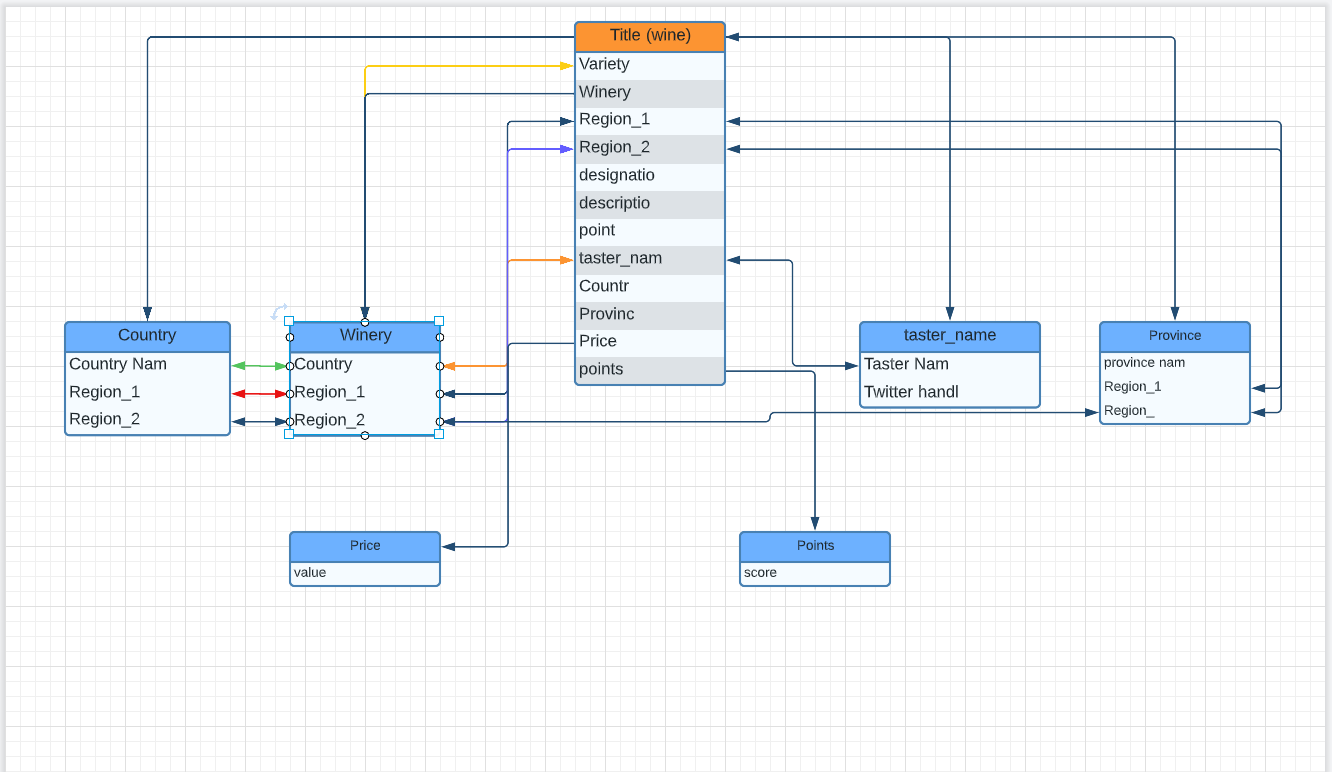 Title (wine)
Variety
Winery
Region_1
Region_2
designatio
descriptio
point
taster_nam
Countr
Provinc
Price
points
Country
Country Nam
Region_1
Region_2
Winery
Country
Region_1
Region_2
taster_name
Taster Nam
Twitter handl
Province
province nam
Region_1
Region_
Price
value
Points
score